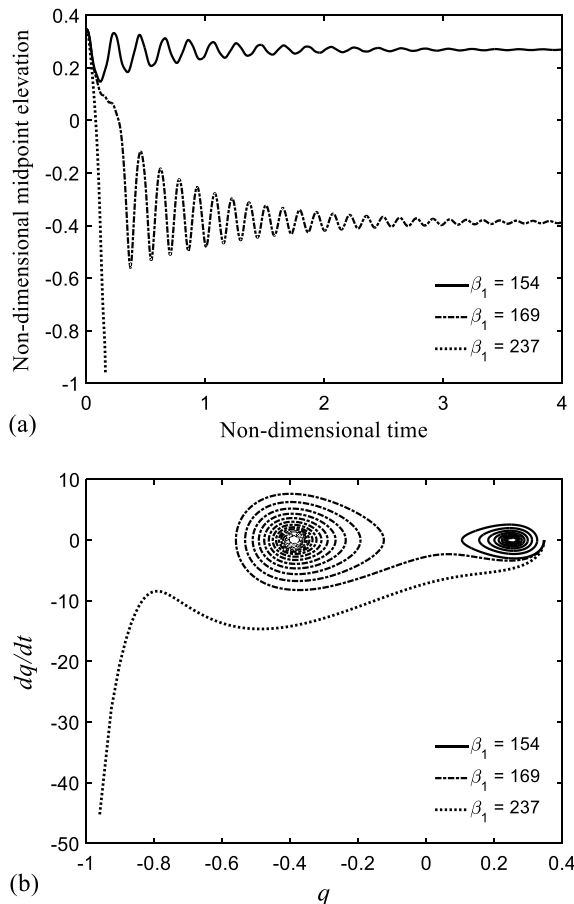 0.4
0.2
0
-0.2
-0.4
-0.6
-0.8
-1
Non-dimensional midpoint elevation
β₁ = 154
β₁ = 169
β₁ = 237
0 1 2 3 4
(a)
Non-dimensional time
10
0
-10
-20
-30
-40
-50
dq/dt
β₁ = 154
β₁ = 169
β₁ = 237
-1 -0.8 -0.6 -0.4 -0.2 0 0.2 0.4
(b)
q